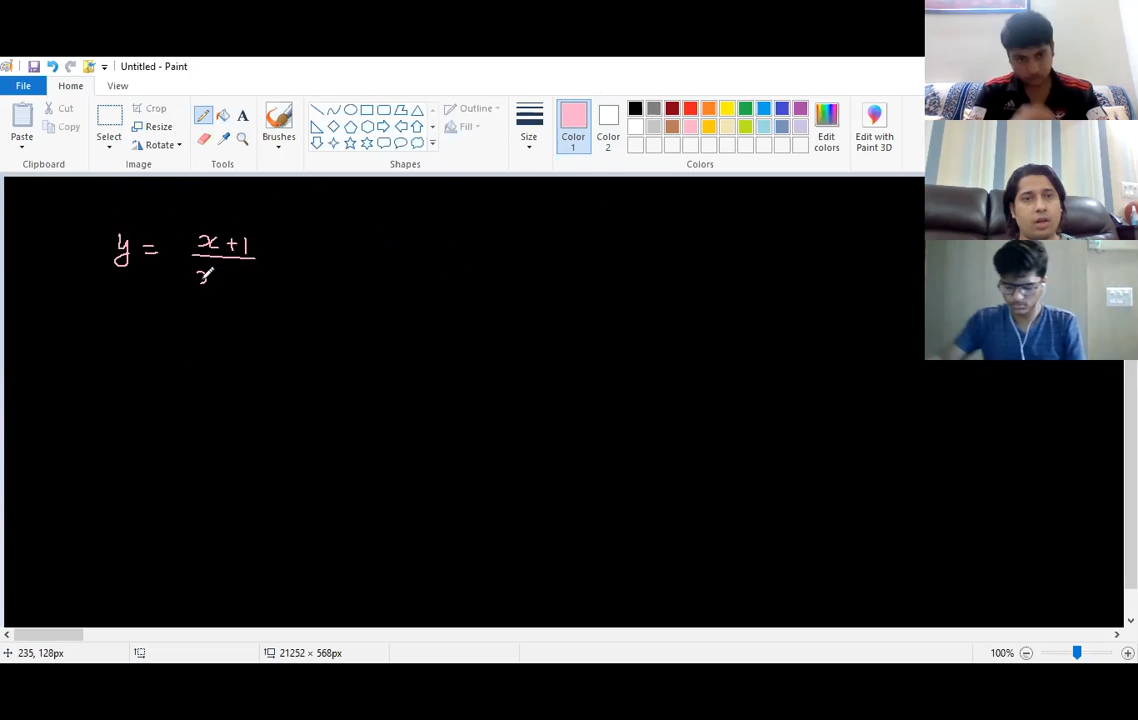 Untitled - Paint
File Home View
Paste
Cut
Copy
Clipboard
Select
Crop
Resize
Rotate
Image
A
Tools
Brushes
Outline
Fill
Shapes
Size
Color 1
Color 2
Edit colors
Colors
Edit with Paint 3D
y = x + 1
235, 128px
21252 × 568px
100%